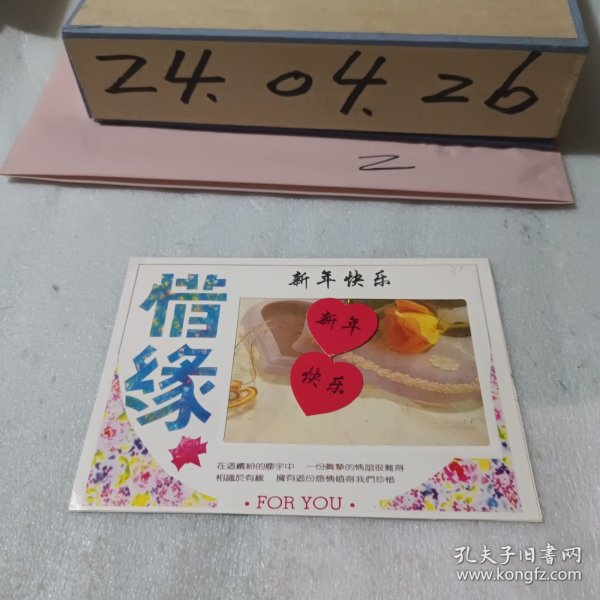 24.04.26
z
新年快乐
惜缘
新年
快乐
在這繽紛的塵宇中 一份真摯的情誼很難得
相識於有緣 擁有這份感情值得我們珍惜
·FOR YOU·
孔夫子旧书网
www.kongfz.com